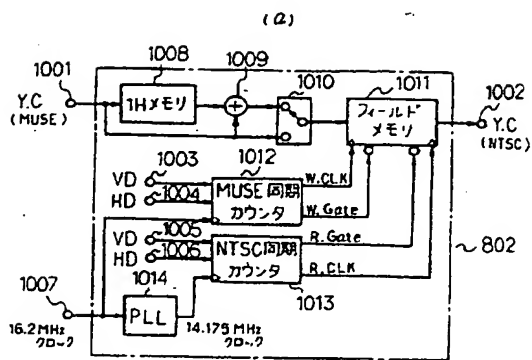 (a)
1008
1009
1001
1010
1011
1002
Y.C
(MUSE)
1Hメモリ
フィールド
メモリ
Y.C
(NTSC)
1003
1012
VD
1004
HD
MUSE同期
カウンタ
W.CLK
W.Gate
1005
VD
1006
HD
NTSC同期
カウンタ
R.Gate
R.CLK
802
1007
1014
1013
PLL
16.2MHz
クロック
14.175MHz
クロック